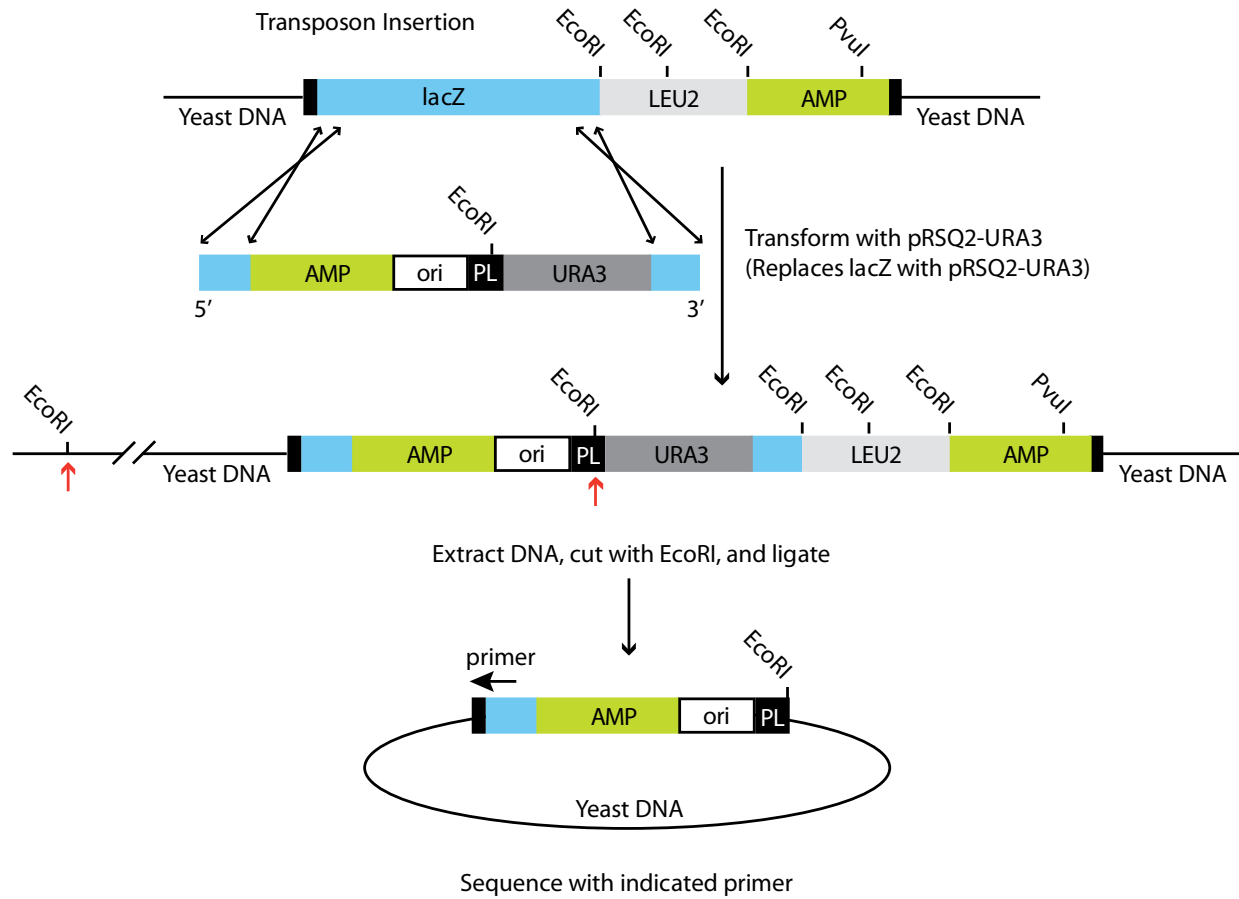 Transposon Insertion
EcoRI
EcoRI
EcoRI
PvuI
lacZ
LEU2
AMP
Yeast DNA
Yeast DNA
EcoRI
AMP
ori
PL
URA3
5’
3’
Transform with pRSQ2-URA3
(Replaces lacZ with pRSQ2-URA3)
EcoRI
EcoRI
EcoRI
EcoRI
EcoRI
PvuI
Yeast DNA
AMP
ori
PL
URA3
LEU2
AMP
Yeast DNA
Extract DNA, cut with EcoRI, and ligate
primer
EcoRI
AMP
ori
PL
Yeast DNA
Sequence with indicated primer